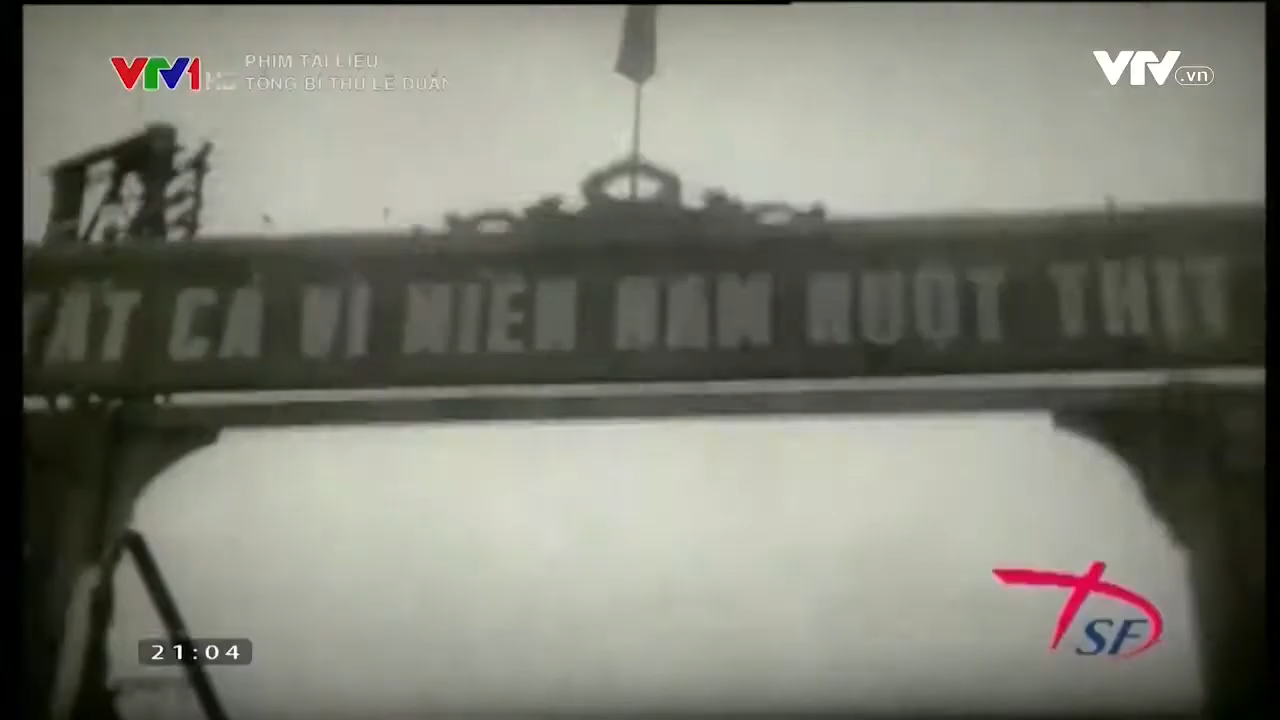 VTV1 HD
PHIM TÀI LIỆU
TỔNG BÍ THƯ LÊ DUẨN
VTV.vn
TẤT CẢ VÌ MIỀN NAM RUỘT THỊT
SF
21:04